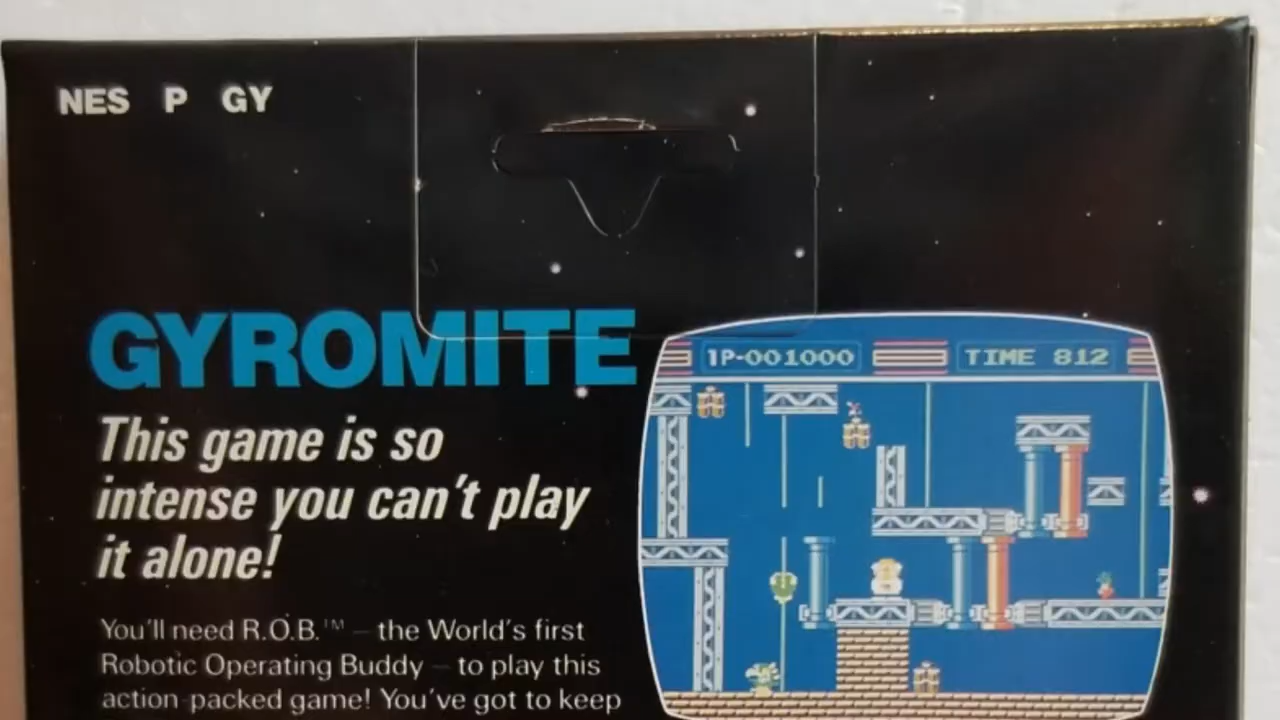 NES P GY
GYROMITE
1P-001000 TIME 812
This game is so
intense you can't play
it alone!
You'll need R.O.B.™ – the World's first
Robotic Operating Buddy – to play this
action-packed game! You've got to keep